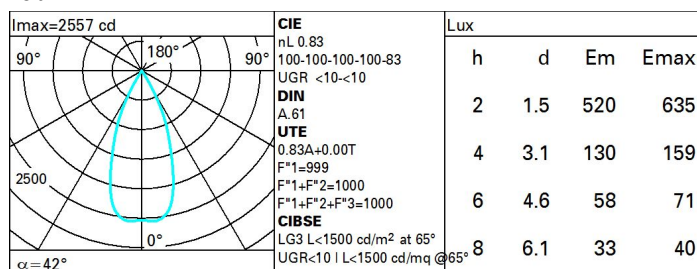 Imax=2557 cd
90° 180° 90°
2500
0°
α=42°
CIE
nL 0.83
100-100-100-100-83
UGR <10-<10
DIN
A.61
UTE
0.83A+0.00T
F"1=999
F"1+F"2=1000
F"1+F"2+F"3=1000
CIBSE
LG3 L<1500 cd/m² at 65°
UGR<10 | L<1500 cd/mq @65°
Lux
h d Em Emax
2 1.5 520 635
4 3.1 130 159
6 4.6 58 71
8 6.1 33 40